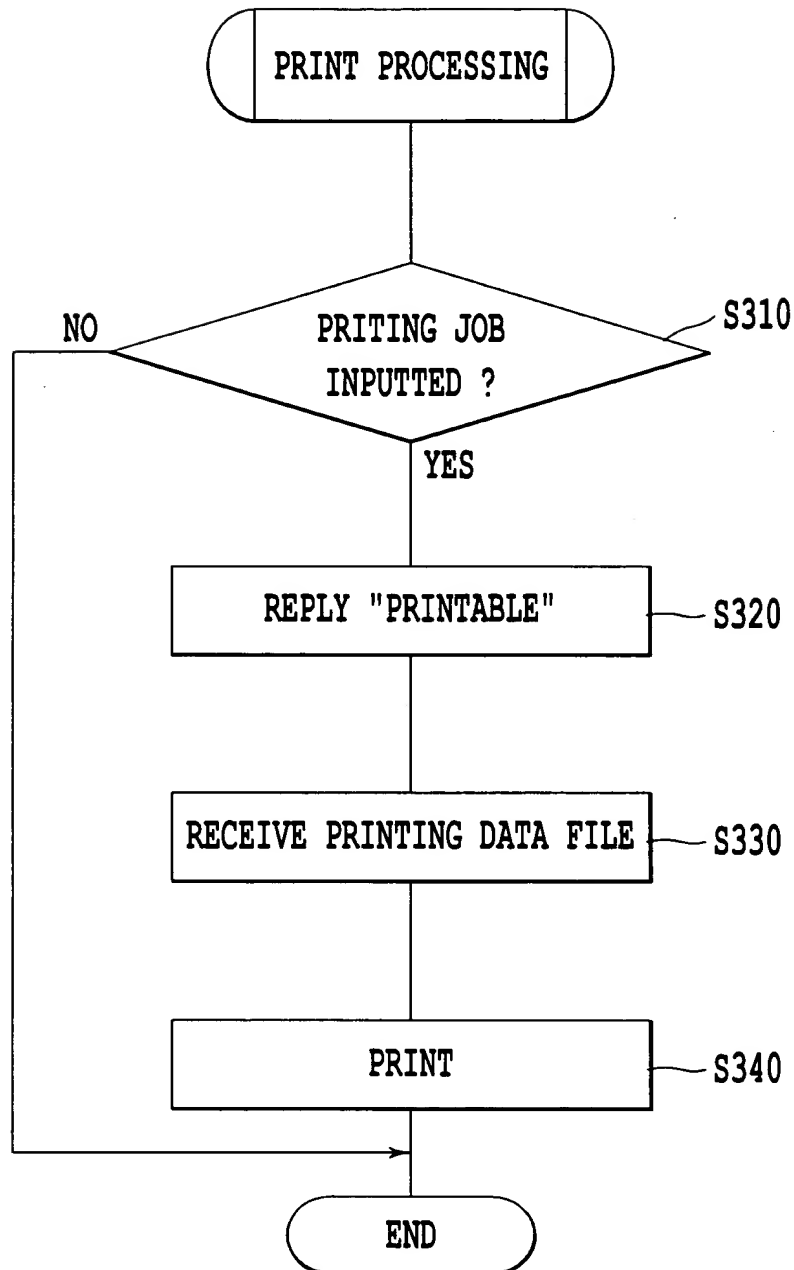 PRINT PROCESSING
NO
PRITING JOB
INPUTTED ?
S310
YES
REPLY "PRINTABLE"
S320
RECEIVE PRINTING DATA FILE
S330
PRINT
S340
END